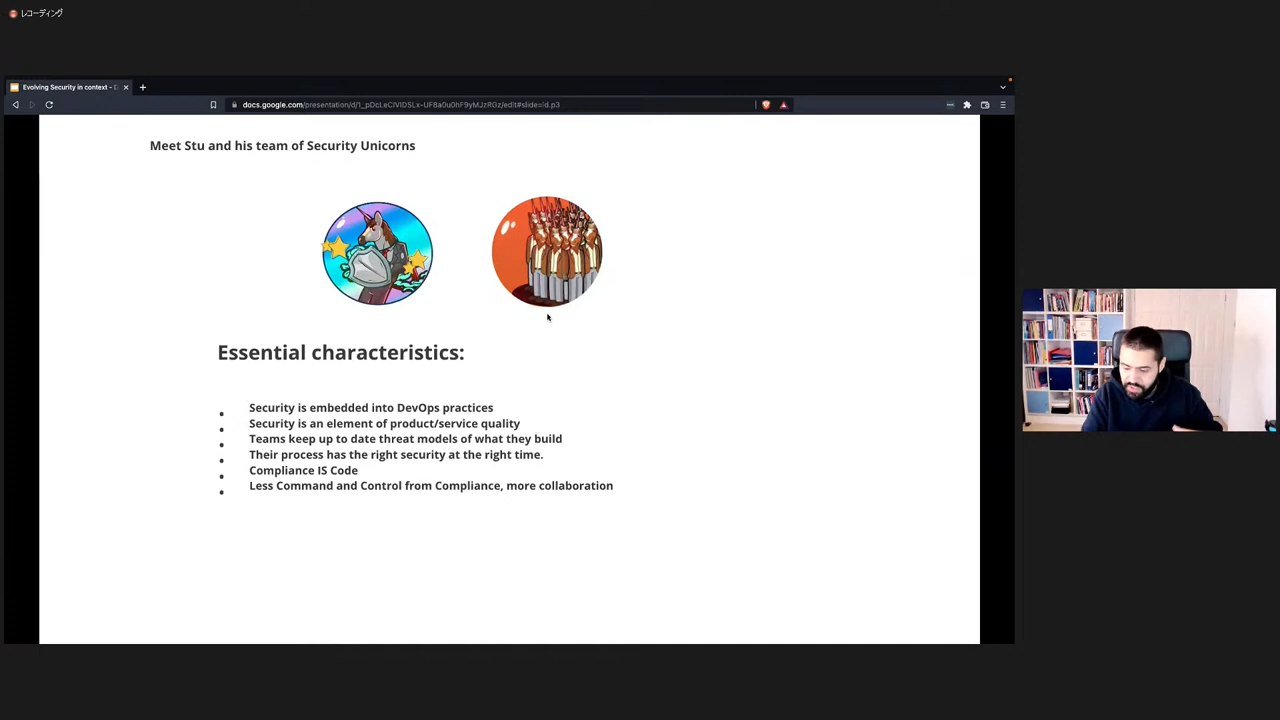 レコーディング
Evolving Security in context - D
docs.google.com/presentation/d/1_pDcLeCIVIDSLx-UF8a0u0hF9yMJzRGz/edit#slide=id.p3
Meet Stu and his team of Security Unicorns
Essential characteristics:
Security is embedded into DevOps practices
Security is an element of product/service quality
Teams keep up to date threat models of what they build
Their process has the right security at the right time.
Compliance IS Code
Less Command and Control from Compliance, more collaboration